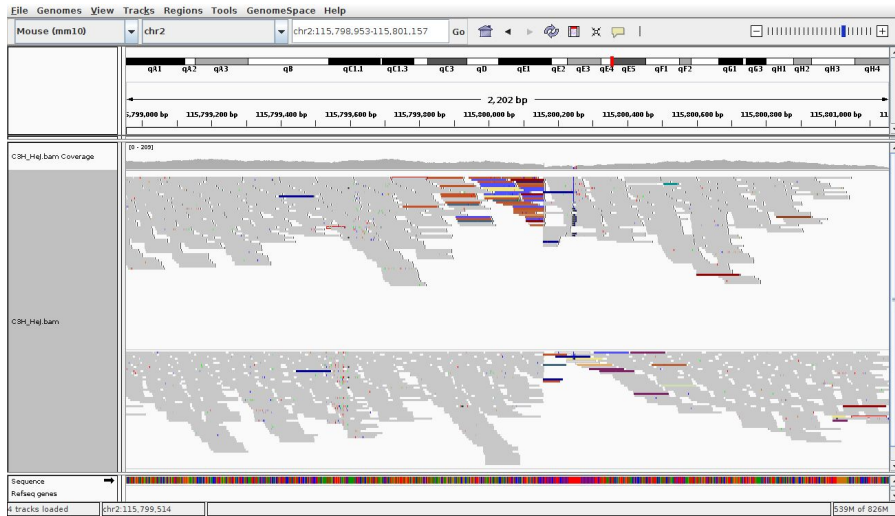 File Genomes View Tracks Regions Tools GenomeSpace Help
Mouse (mm10) chr2 chr2:115,798,953-115,801,157 Go
qA1 qA2 qA3 qB qC1.1 qC1.3 qC3 qD qE1 qE2 qE3 qE4 qE5 qF1 qF2 qG1 qG3 qH1 qH2 qH3 qH4
2,202 bp
5,799,000 bp 115,799,200 bp 115,799,400 bp 115,799,600 bp 115,799,800 bp 115,800,000 bp 115,800,200 bp 115,800,400 bp 115,800,600 bp 115,800,800 bp 115,801,000 bp 11
[0 - 209]
C3H_HeJ.bam Coverage
C3H_HeJ.bam
Sequence
Refseq genes
4 tracks loaded chr2:115,799,514 539M of 826M